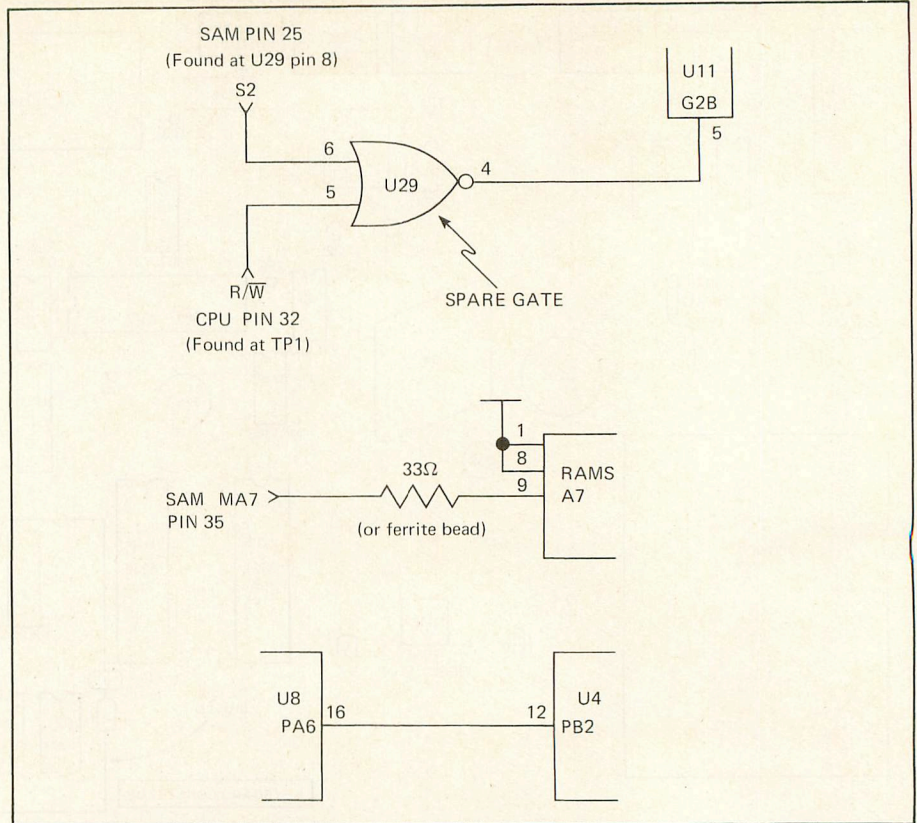 SAM PIN 25
(Found at U29 pin 8)
S2
U11
G2B
5
6
5
U29
4
R/W̅
CPU PIN 32
(Found at TP1)
SPARE GATE
1
8
9
RAMS
A7
33Ω
SAM MA7
PIN 35
(or ferrite bead)
U8
PA6
16
12
U4
PB2